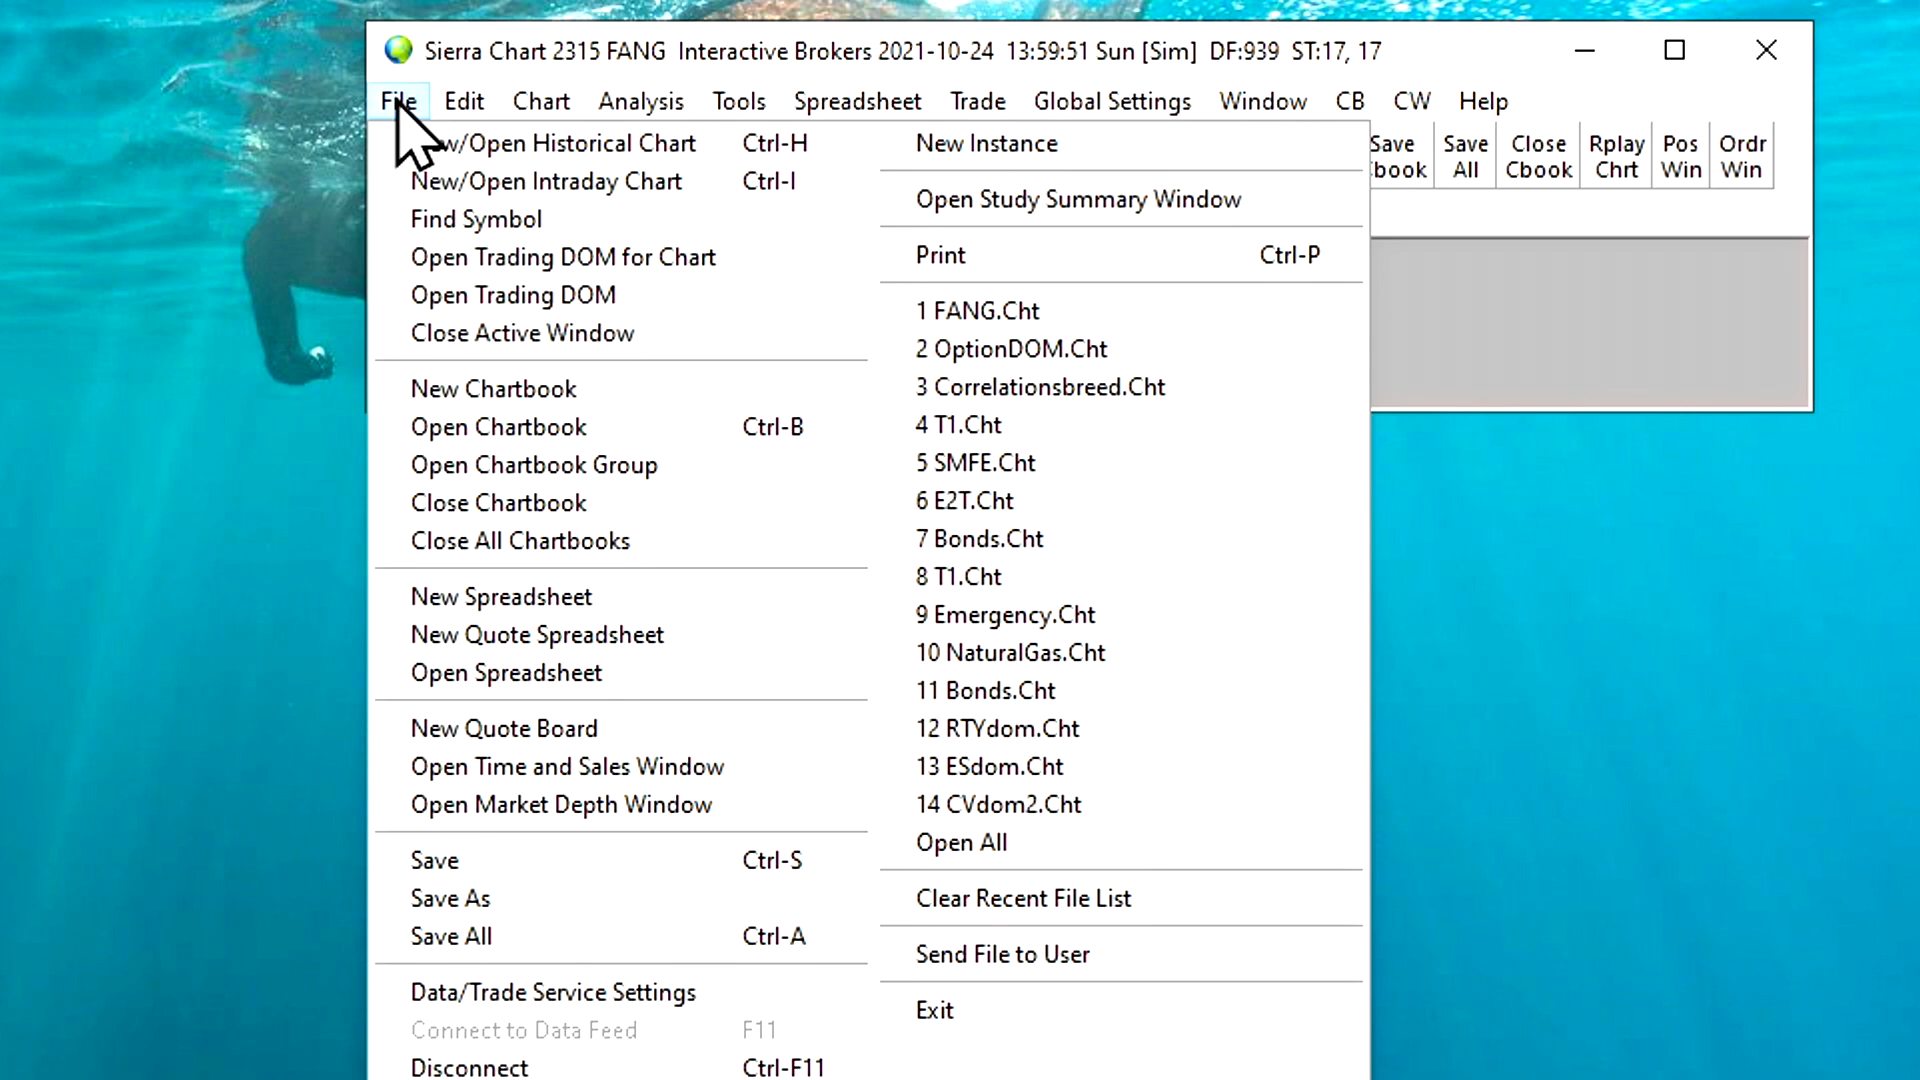 Sierra Chart 2315 FANG  Interactive Brokers 2021-10-24  13:59:51 Sun [Sim]  DF:939  ST:17, 17
File Edit Chart Analysis Tools Spreadsheet Trade Global Settings Window CB CW Help
Save Save Close Rplay Pos Ordr
All Cbook Chrt Win Win
w/Open Historical Chart Ctrl-H
New/Open Intraday Chart Ctrl-I
Find Symbol
Open Trading DOM for Chart
Open Trading DOM
Close Active Window
New Chartbook
Open Chartbook Ctrl-B
Open Chartbook Group
Close Chartbook
Close All Chartbooks
New Spreadsheet
New Quote Spreadsheet
Open Spreadsheet
New Quote Board
Open Time and Sales Window
Open Market Depth Window
Save Ctrl-S
Save As
Save All Ctrl-A
Data/Trade Service Settings
Connect to Data Feed F11
Disconnect Ctrl-F11
New Instance
Open Study Summary Window
Print Ctrl-P
1 FANG.Cht
2 OptionDOM.Cht
3 Correlationsbreed.Cht
4 T1.Cht
5 SMFE.Cht
6 E2T.Cht
7 Bonds.Cht
8 T1.Cht
9 Emergency.Cht
10 NaturalGas.Cht
11 Bonds.Cht
12 RTYdom.Cht
13 ESdom.Cht
14 CVdom2.Cht
Open All
Clear Recent File List
Send File to User
Exit